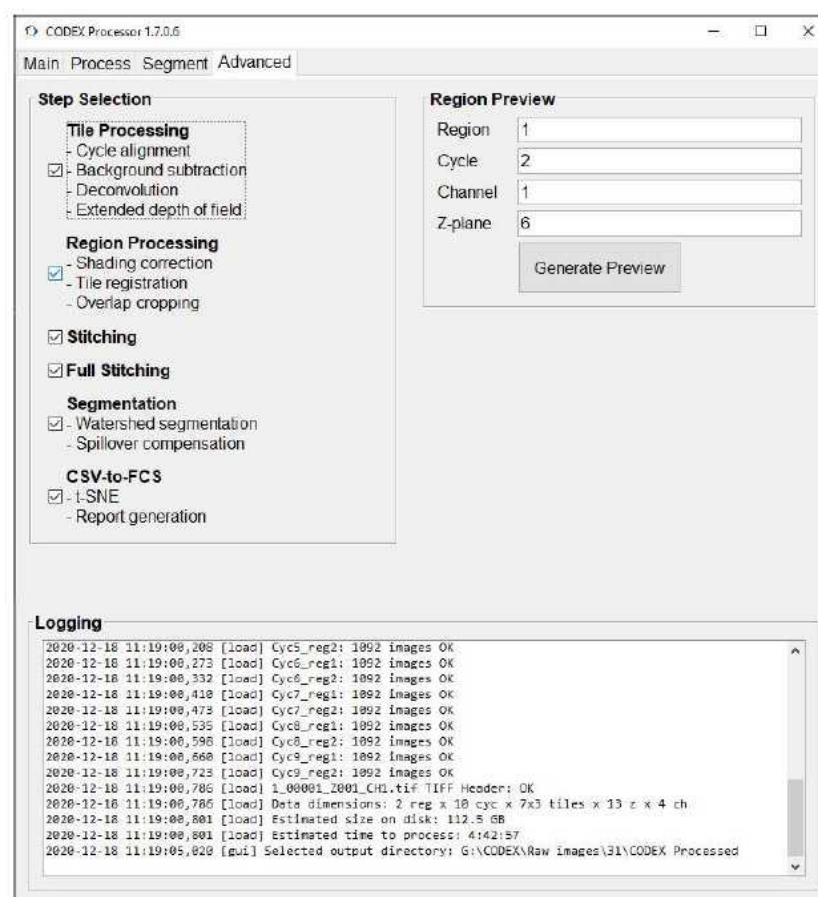 CODEX Processor 1.7.0.6
Main Process Segment Advanced
Step Selection
Tile Processing
- Cycle alignment
- Background subtraction
- Deconvolution
- Extended depth of field
Region Processing
- Shading correction
- Tile registration
- Overlap cropping
Stitching
Full Stitching
Segmentation
- Watershed segmentation
- Spillover compensation
CSV-to-FCS
- t-SNE
- Report generation
Region Preview
Region 1
Cycle 2
Channel 1
Z-plane 6
Generate Preview
Logging
2020-12-18 11:19:00,208 [load] Cyc5_reg2: 1092 images OK
2020-12-18 11:19:00,273 [load] Cyc6_reg1: 1092 images OK
2020-12-18 11:19:00,332 [load] Cyc6_reg2: 1092 images OK
2020-12-18 11:19:00,410 [load] Cyc7_reg1: 1092 images OK
2020-12-18 11:19:00,473 [load] Cyc7_reg2: 1092 images OK
2020-12-18 11:19:00,535 [load] Cyc8_reg1: 1092 images OK
2020-12-18 11:19:00,598 [load] Cyc8_reg2: 1092 images OK
2020-12-18 11:19:00,660 [load] Cyc9_reg1: 1092 images OK
2020-12-18 11:19:00,723 [load] Cyc9_reg2: 1092 images OK
2020-12-18 11:19:00,786 [load] 1_00001_Z001_CH1.tif TIFF Header: OK
2020-12-18 11:19:00,786 [load] Data dimensions: 2 reg x 10 cyc x 7x3 tiles x 13 z x 4 ch
2020-12-18 11:19:00,801 [load] Estimated size on disk: 112.5 GB
2020-12-18 11:19:00,801 [load] Estimated time to process: 4:42:57
2020-12-18 11:19:05,020 [gui] Selected output directory: G:\CODEX\Raw images\31\CODEX Processed